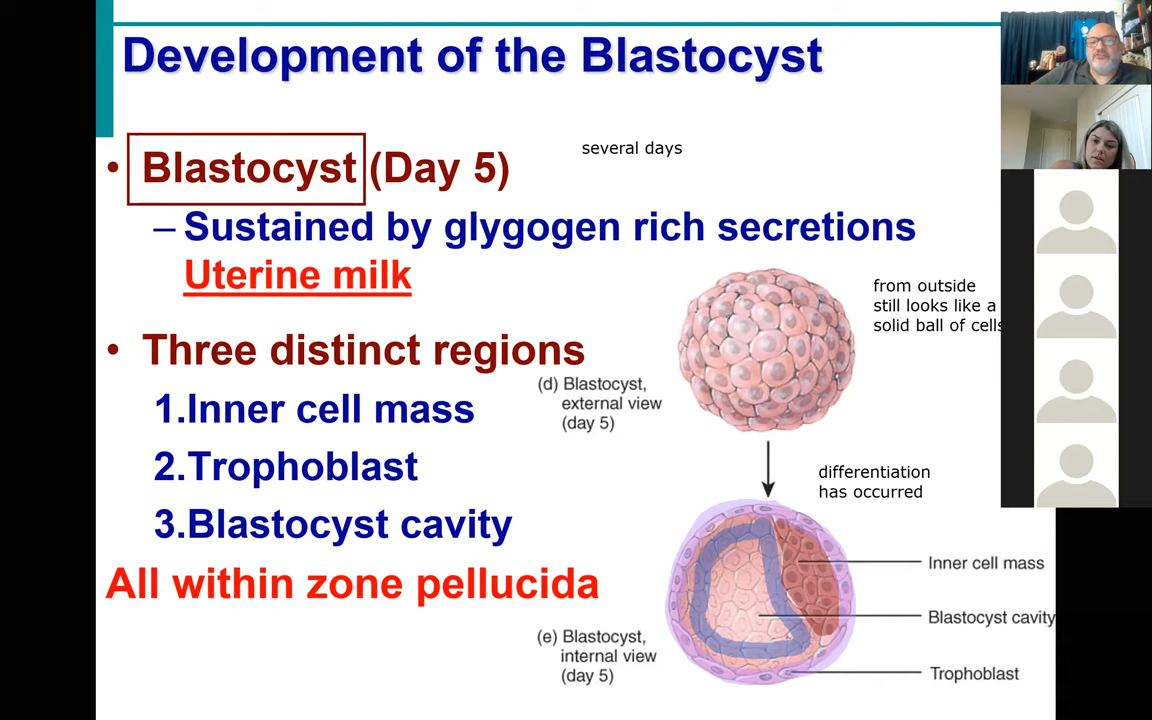 Development of the Blastocyst
• Blastocyst (Day 5)
several days
– Sustained by glygogen rich secretions
Uterine milk
from outside
still looks like a
solid ball of cells
• Three distinct regions
(d) Blastocyst,
external view
(day 5)
1.Inner cell mass
2.Trophoblast
differentiation
has occurred
3.Blastocyst cavity
All within zone pellucida
Inner cell mass
Blastocyst cavity
(e) Blastocyst,
internal view
(day 5)
Trophoblast